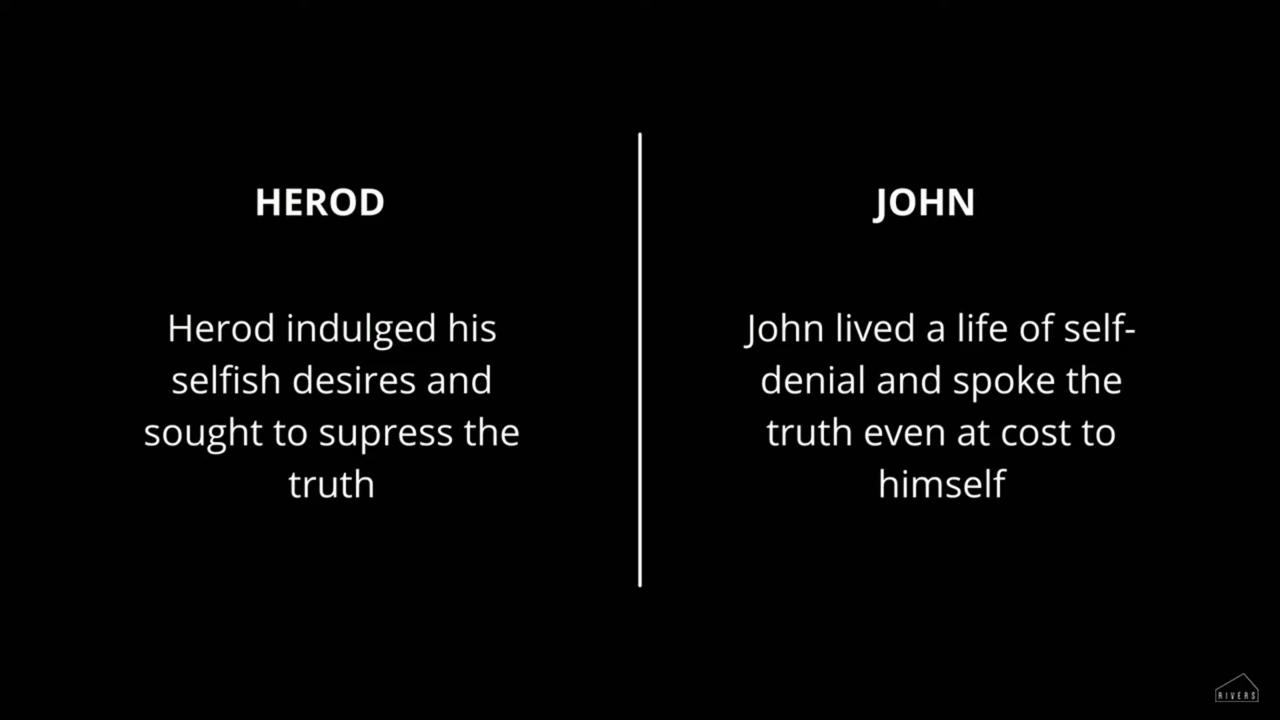 HEROD
Herod indulged his
selfish desires and
sought to supress the
truth
JOHN
John lived a life of self-
denial and spoke the
truth even at cost to
himself
RIVERS